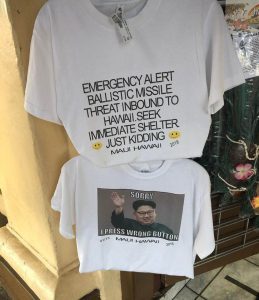 EMERGENCY ALERT
BALLISTIC MISSILE
THREAT INBOUND TO
HAWAII. SEEK
IMMEDIATE SHELTER.
JUST KIDDING
MAUI HAWAII
2018
SORRY
I PRESS WRONG BUTTON
MAUI HAWAII